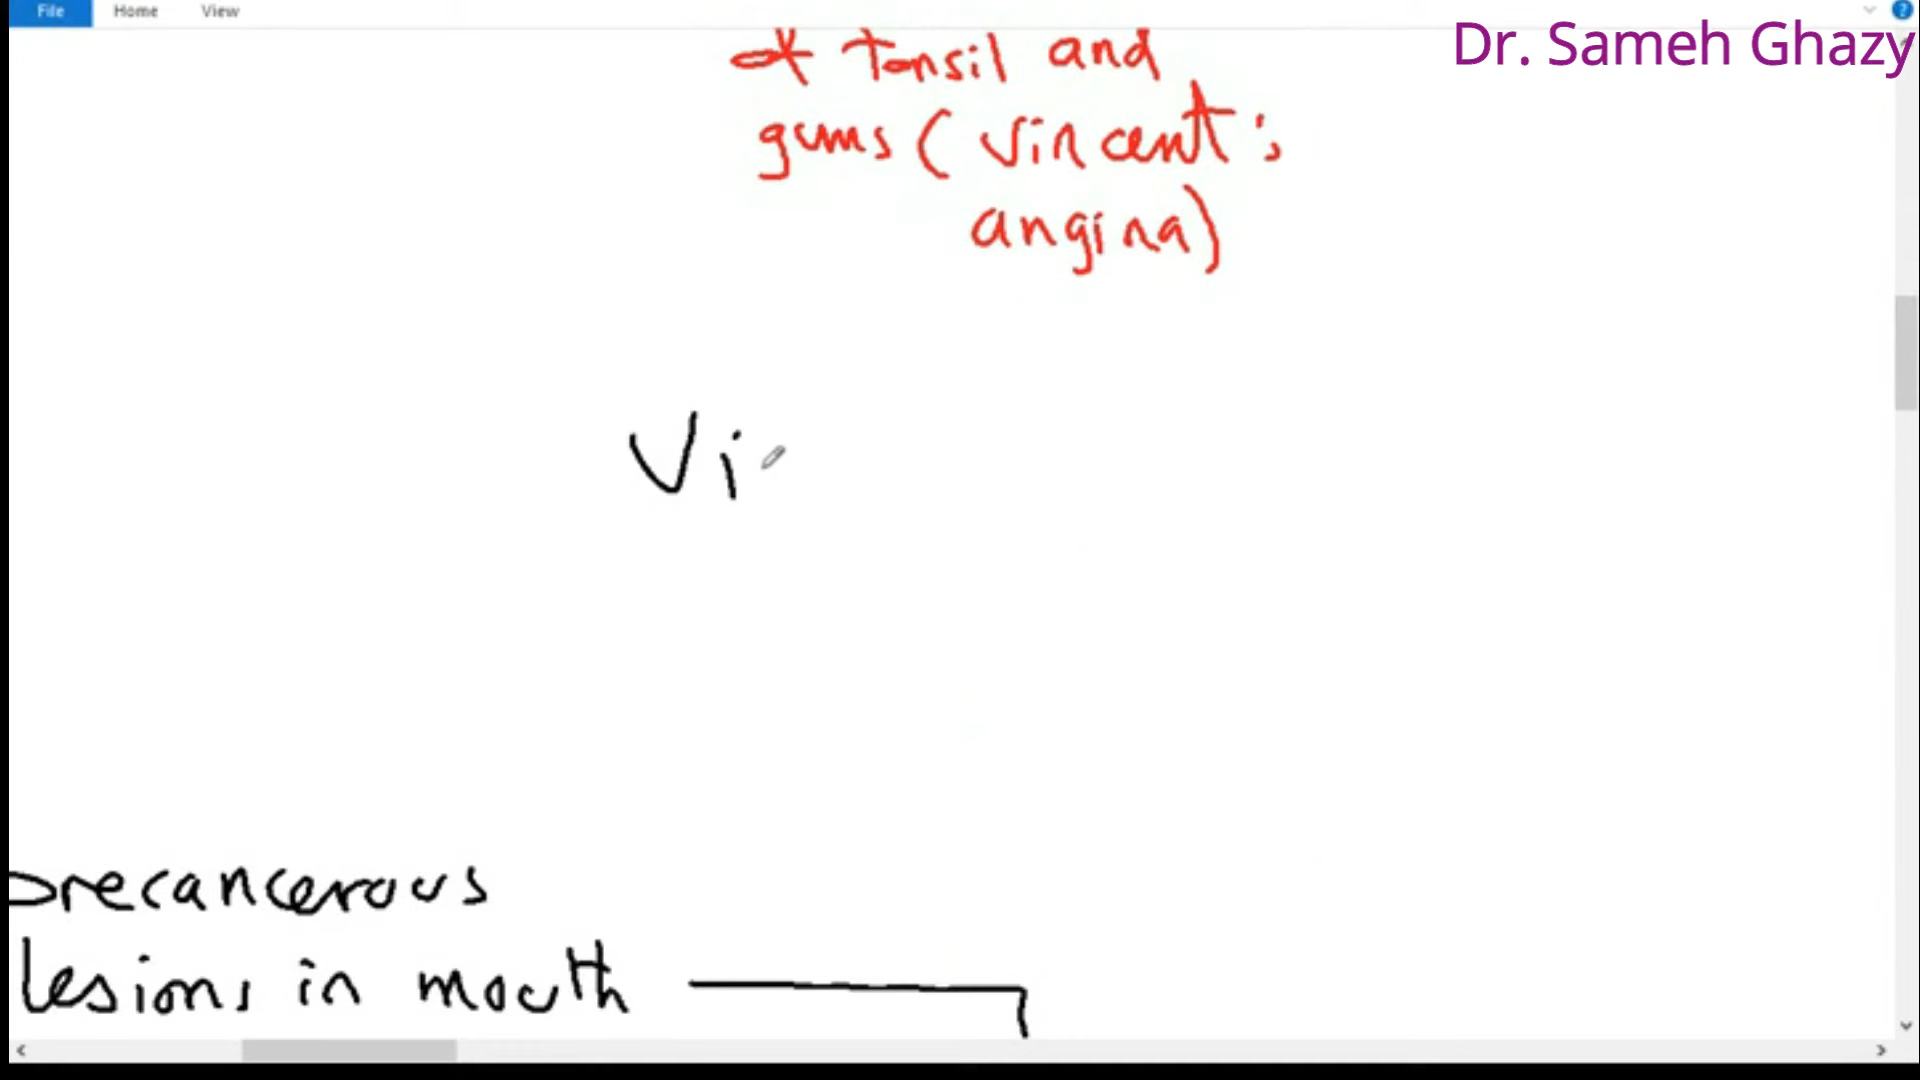 File Home View
Dr. Sameh Ghazy
of tonsil and
gums (Vincent's
angina)
Vi
precancerous
lesions in mouth